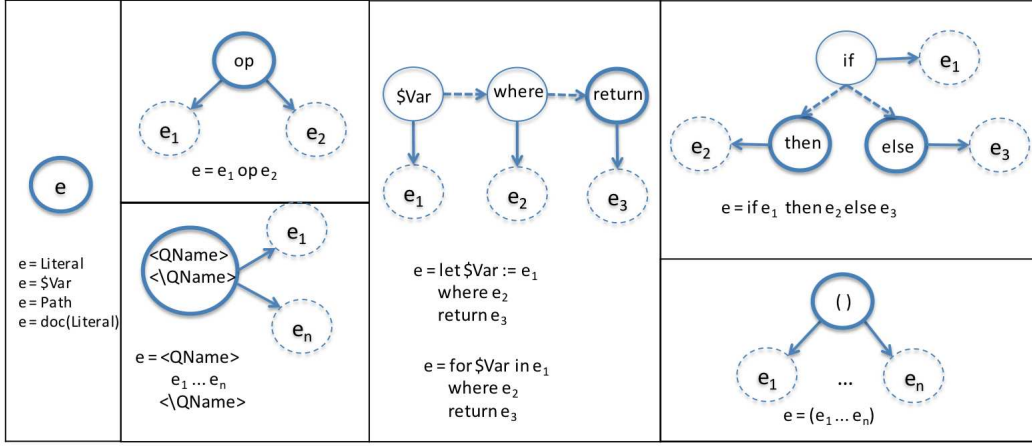 e
e = Literal
e = $Var
e = Path
e = doc(Literal)
op
e₁ e₂
e = e₁ op e₂
<QName>
<\QName>
e₁
eₙ
e = <QName>
e₁ ... eₙ
<\QName>
$Var where return
e₁ e₂ e₃
e = let $Var := e₁
where e₂
return e₃
e = for $Var in e₁
where e₂
return e₃
if e₁
e₂ then else e₃
e = if e₁ then e₂ else e₃
( )
e₁ ... eₙ
e = (e₁ ... eₙ)